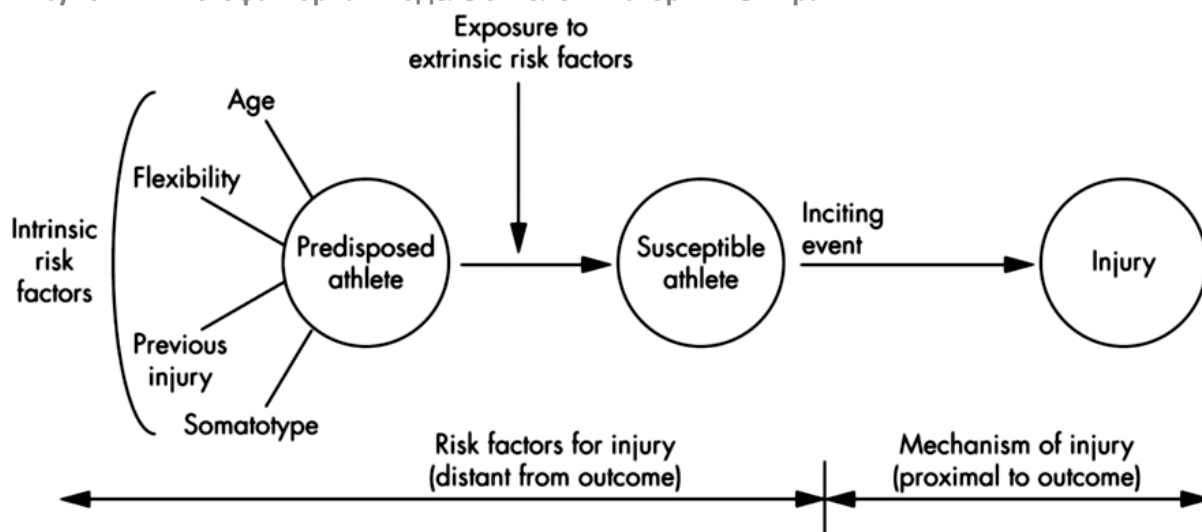 Exposure to
extrinsic risk factors
Age
Flexibility
Intrinsic
risk
factors
Previous
injury
Somatotype
Predisposed
athlete
Susceptible
athlete
Inciting
event
Injury
Risk factors for injury
(distant from outcome)
Mechanism of injury
(proximal to outcome)